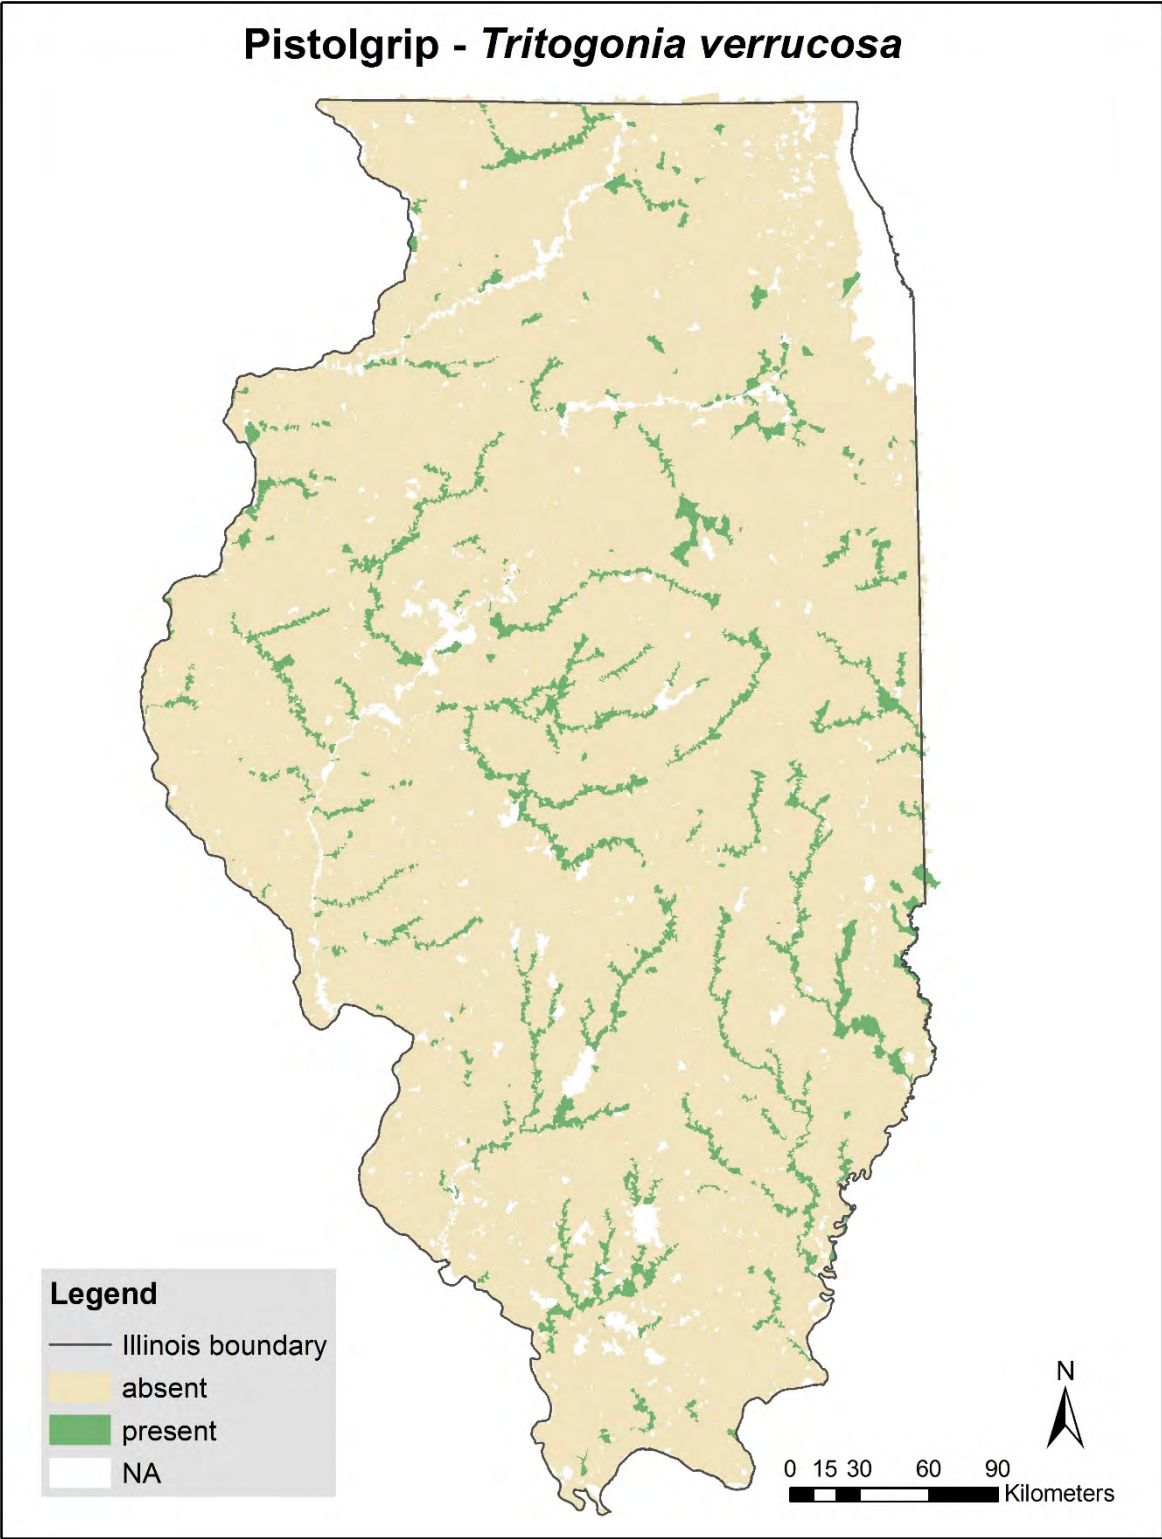 Pistolgrip - Tritogonia verrucosa
Legend
Illinois boundary
absent
present
NA
N
0 15 30 60 90
Kilometers